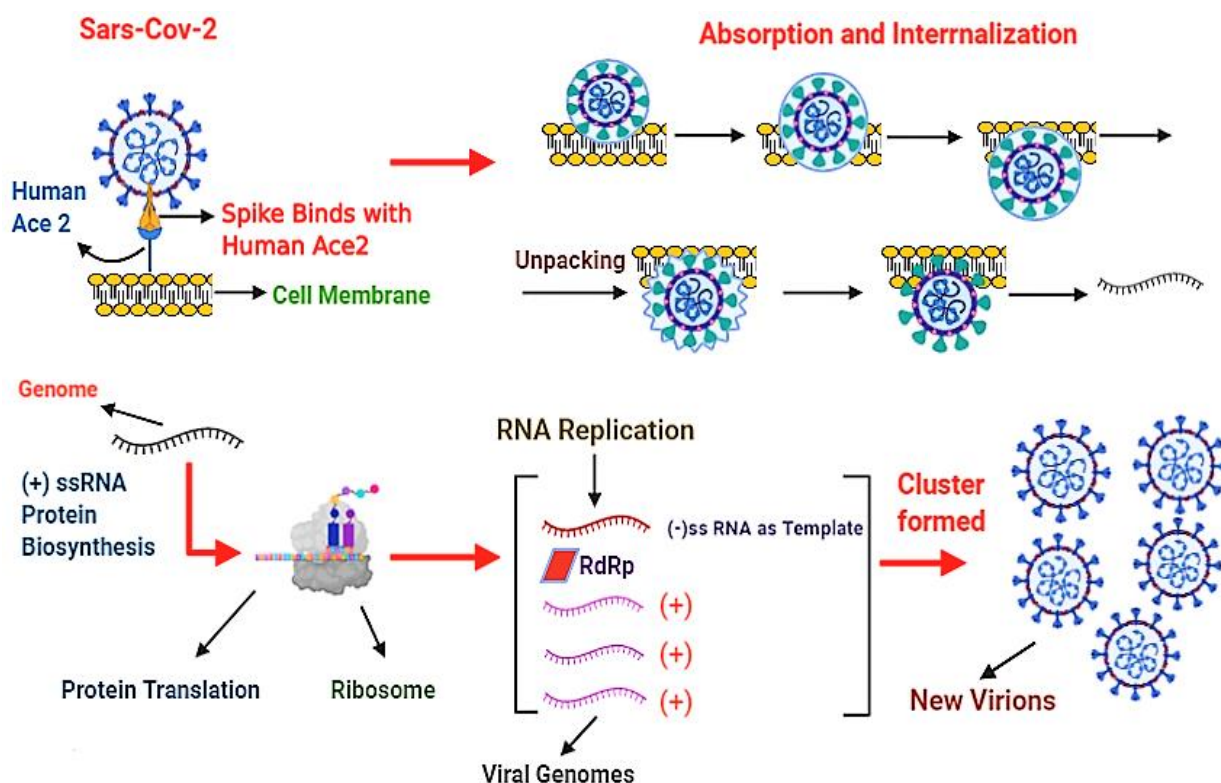 Sars-Cov-2
Absorption and Interrnalization
Human
Ace 2
Spike Binds with
Human Ace2
Cell Membrane
Unpacking
Genome
(+) ssRNA
Protein
Biosynthesis
Protein Translation
Ribosome
RNA Replication
(-)ss RNA as Template
RdRp
(+)
(+)
(+)
Viral Genomes
Cluster
formed
New Virions